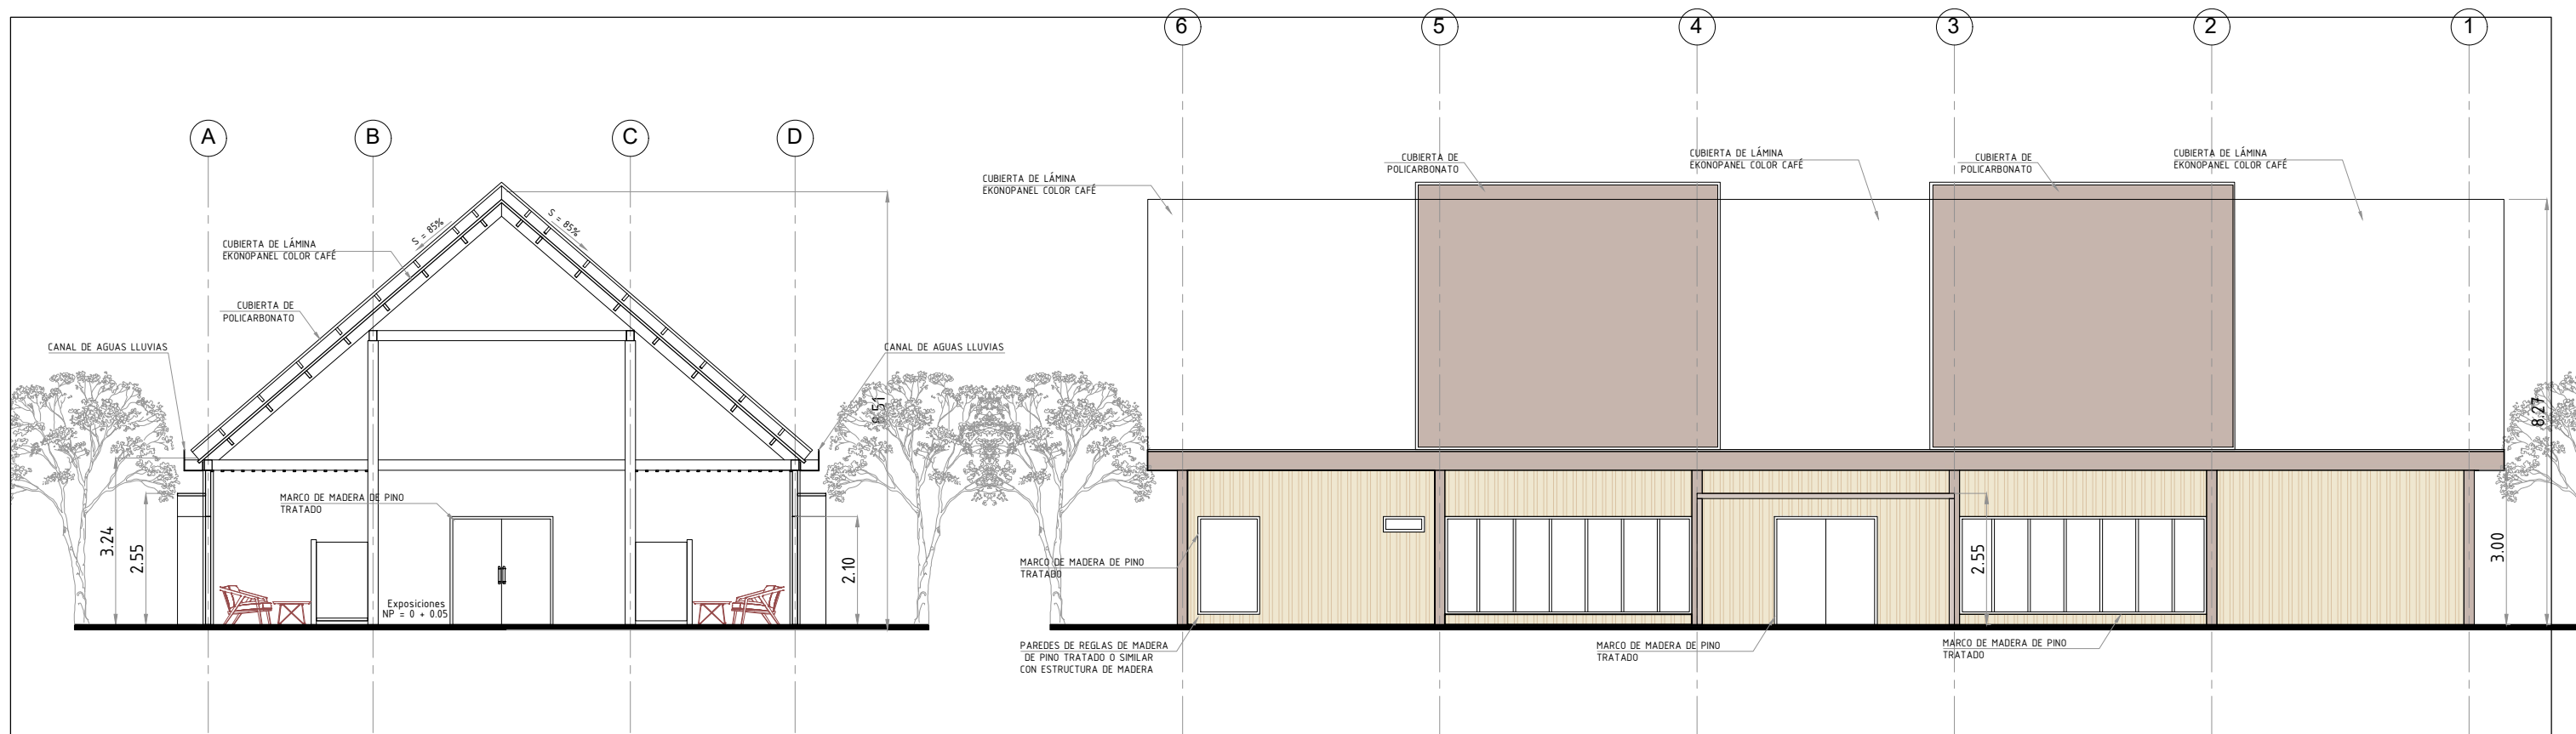 6
5
4
3
2
1
A
B
C
D
S = 85%
S = 85%
CUBIERTA DE LÁMINA
EKONOPANEL COLOR CAFÉ
CUBIERTA DE
POLICARBONATO
CANAL DE AGUAS LLUVIAS
CANAL DE AGUAS LLUVIAS
8.51
MARCO DE MADERA DE PINO
TRATADO
3.24
2.55
2.10
Exposiciones
NP = 0 + 0.05
CUBIERTA DE LÁMINA
EKONOPANEL COLOR CAFÉ
CUBIERTA DE
POLICARBONATO
CUBIERTA DE LÁMINA
EKONOPANEL COLOR CAFÉ
CUBIERTA DE
POLICARBONATO
CUBIERTA DE LÁMINA
EKONOPANEL COLOR CAFÉ
8.27
3.00
2.55
MARCO DE MADERA DE PINO
TRATADO
PAREDES DE REGLAS DE MADERA
DE PINO TRATADO O SIMILAR
CON ESTRUCTURA DE MADERA
MARCO DE MADERA DE PINO
TRATADO
MARCO DE MADERA DE PINO
TRATADO